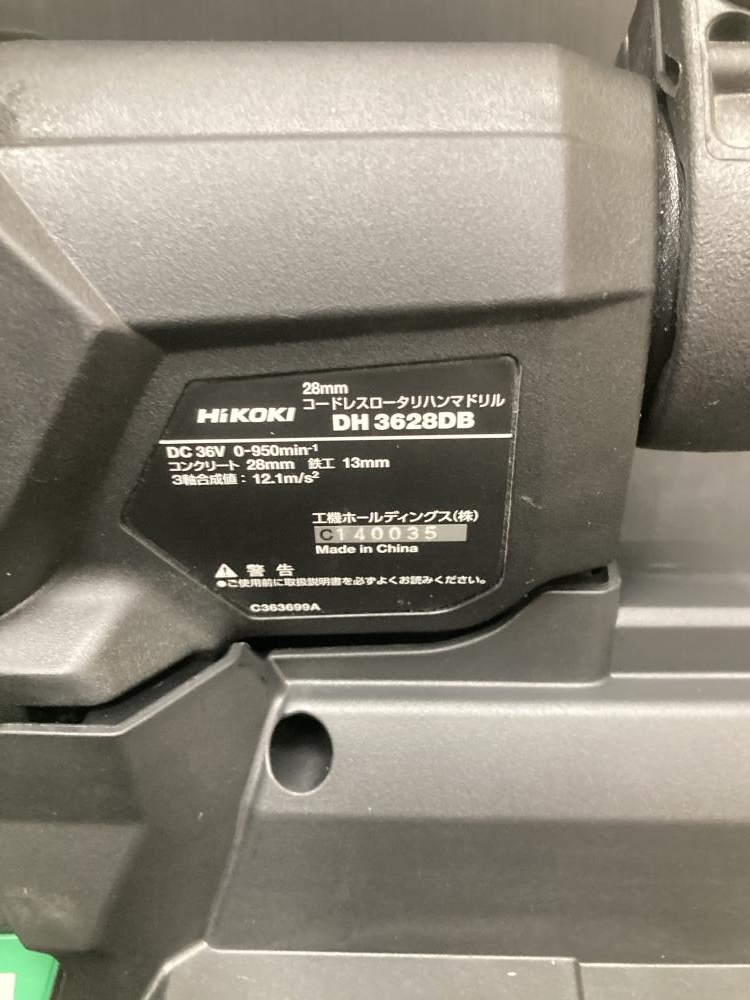 28mm
コードレスロータリハンマドリル
HiKOKI DH 3628DB
DC 36V 0-950min⁻¹
コンクリート 28mm 鉄工 13mm
3軸合成値：12.1m/s²
工機ホールディングス(株)
C140035
Made in China
⚠ 警告
●ご使用前に取扱説明書を必ずよくお読みください。
C363699A